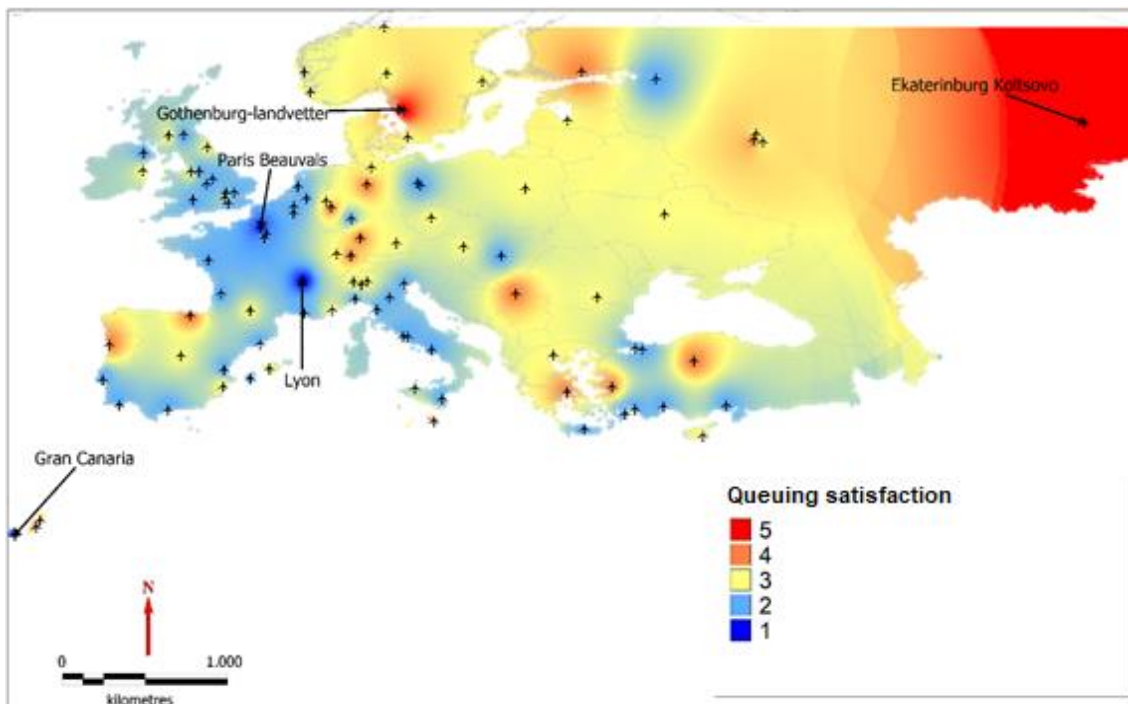 Ekaterinburg Koltsovo
Gothenburg-landvetter
Paris Beauvais
Lyon
Gran Canaria
Queuing satisfaction
5
4
3
2
1
N
0 1.000
kilometres